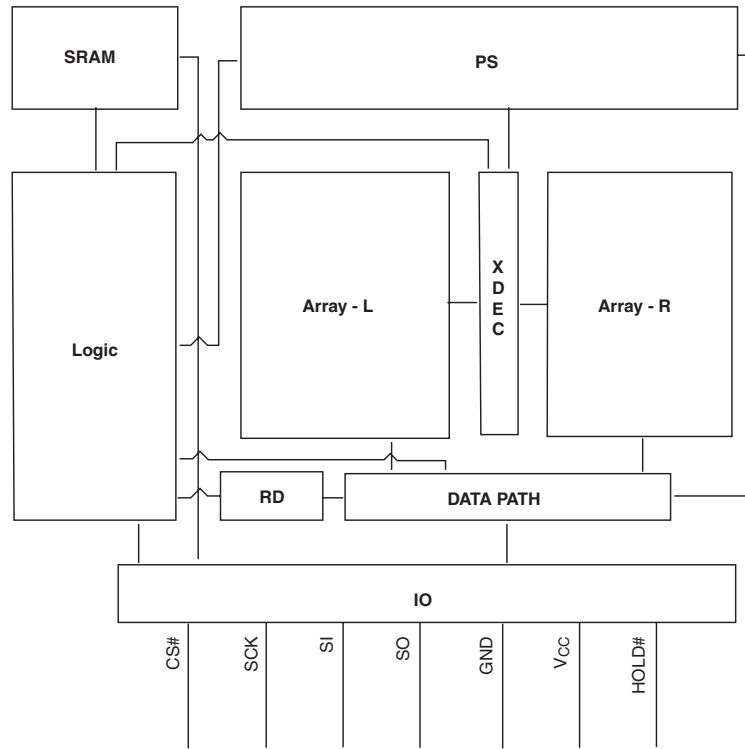 SRAM
PS
X
D
E
C
Array - L
Array - R
Logic
RD
DATA PATH
IO
CS#
SCK
SI
SO
GND
VCC
HOLD#